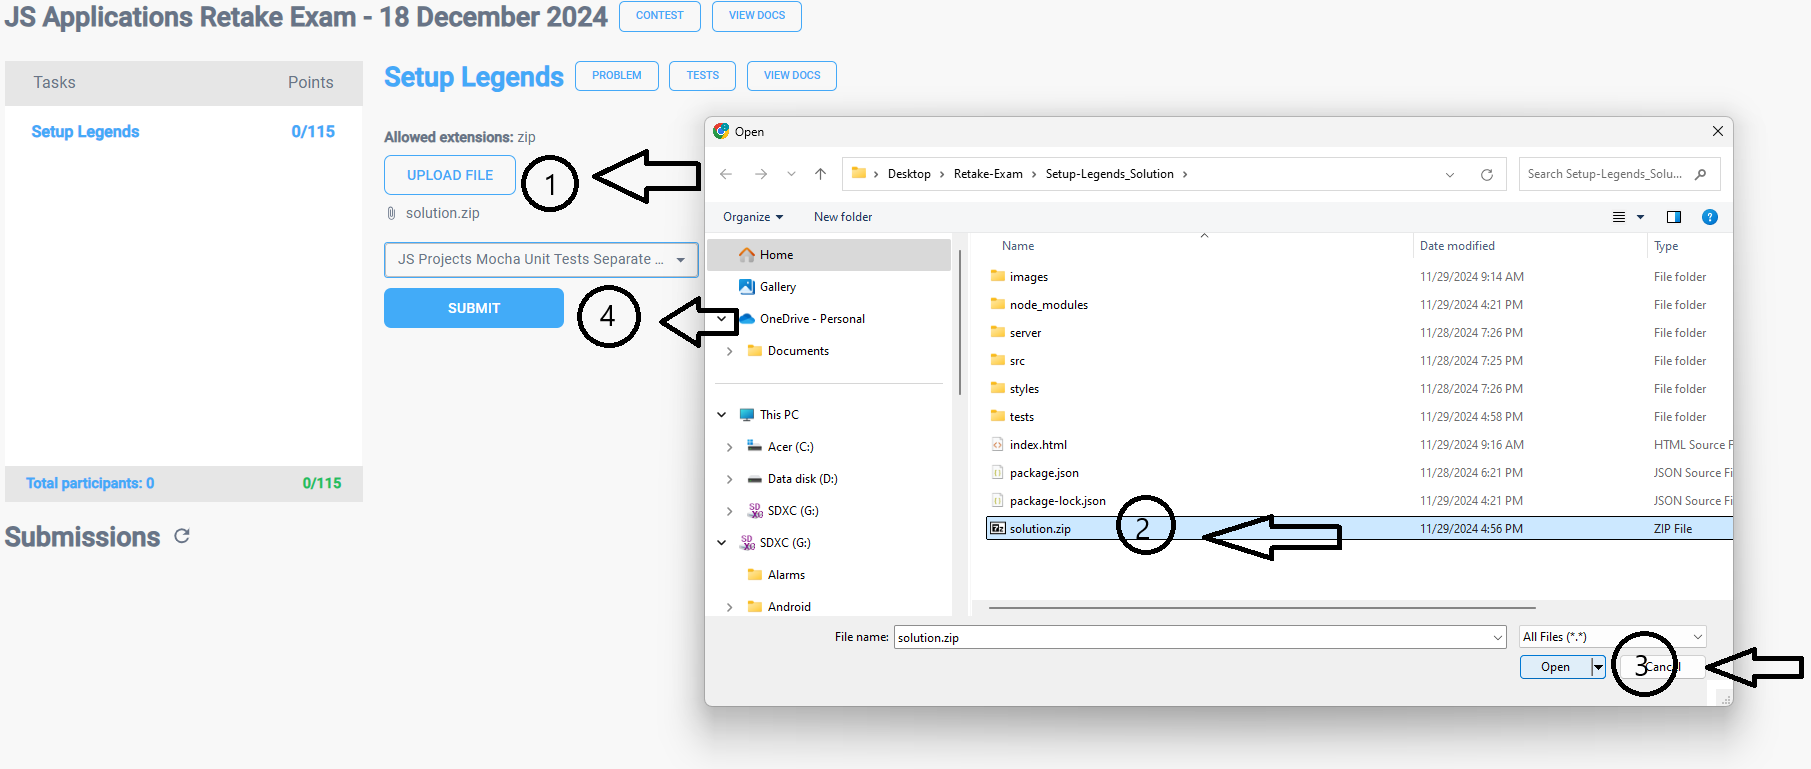 JS Applications Retake Exam - 18 December 2024 CONTEST VIEW DOCS
Tasks Points
Setup Legends 0/115
Total participants: 0 0/115
Submissions
Setup Legends PROBLEM TESTS VIEW DOCS
Allowed extensions: zip
UPLOAD FILE 1
solution.zip
JS Projects Mocha Unit Tests Separate ...
SUBMIT 4
Open
Desktop Retake-Exam Setup-Legends_Solution Search Setup-Legends_Solu...
Organize New folder ?
Home
Gallery
OneDrive - Personal
Documents
This PC
Acer (C:)
Data disk (D:)
SDXC (G:)
SDXC (G:)
Alarms
Android
Name Date modified Type
images 11/29/2024 9:14 AM File folder
node_modules 11/29/2024 4:21 PM File folder
server 11/28/2024 7:26 PM File folder
src 11/28/2024 7:25 PM File folder
styles 11/28/2024 7:26 PM File folder
tests 11/29/2024 4:58 PM File folder
index.html 11/29/2024 9:16 AM HTML Source F
package.json 11/28/2024 6:21 PM JSON Source Fi
package-lock.json 11/29/2024 4:21 PM JSON Source Fi
solution.zip 2 11/29/2024 4:56 PM ZIP File
File name: solution.zip All Files (*.*)
Open 3 Cancel